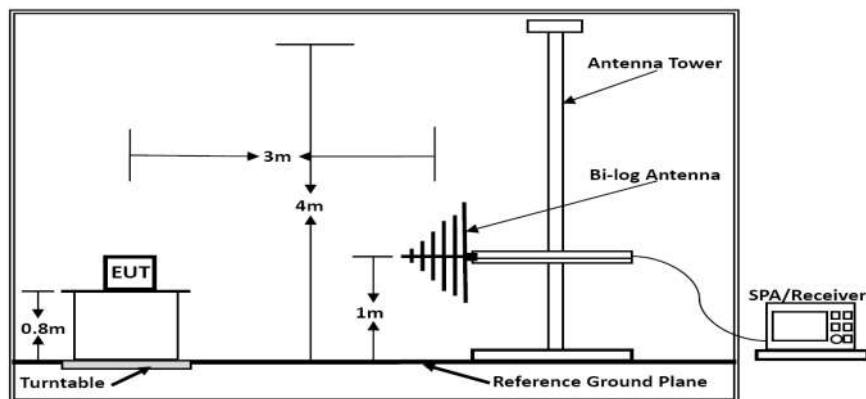 Antenna Tower
3m
Bi-log Antenna
4m
EUT
SPA/Receiver
0.8m
1m
Turntable
Reference Ground Plane